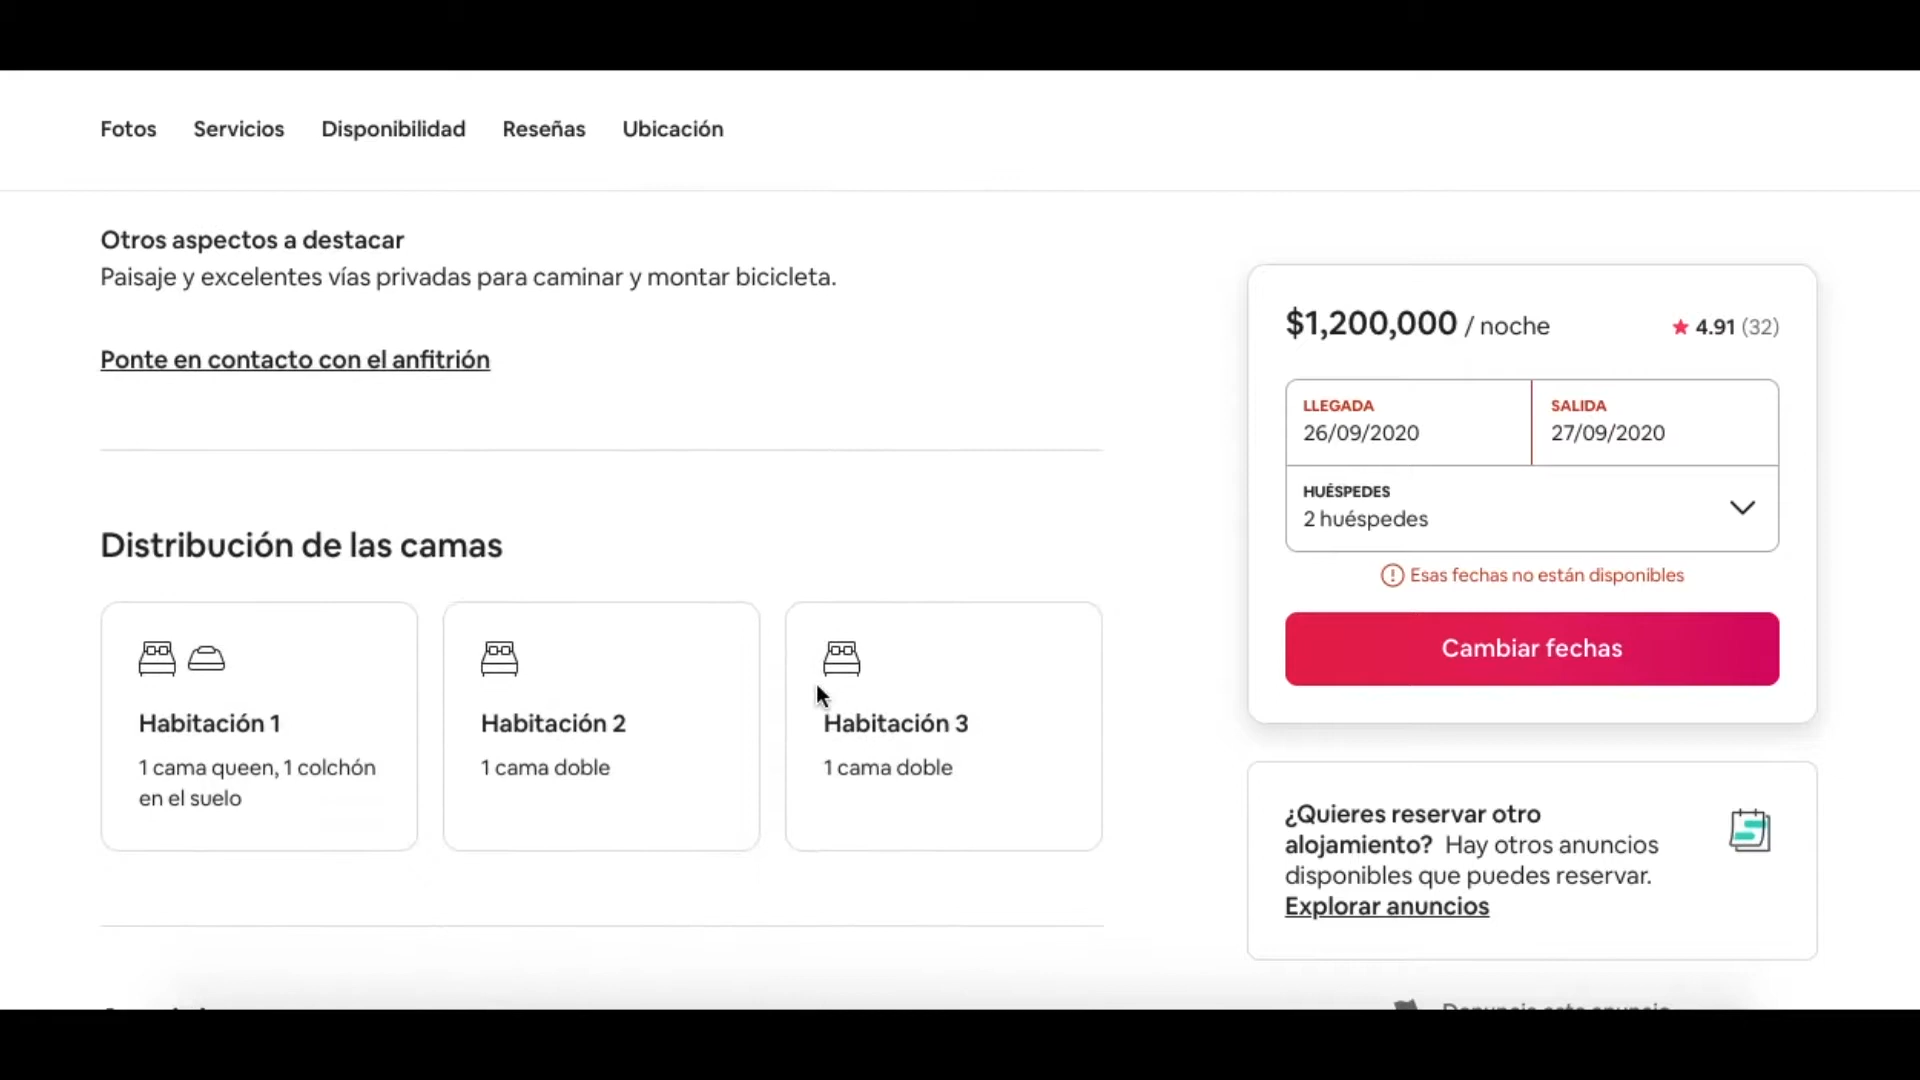 Fotos Servicios Disponibilidad Reseñas Ubicación
Otros aspectos a destacar
Paisaje y excelentes vías privadas para caminar y montar bicicleta.
Ponte en contacto con el anfitrión
Distribución de las camas
Habitación 1
1 cama queen, 1 colchón
en el suelo
Habitación 2
1 cama doble
Habitación 3
1 cama doble
$1,200,000 / noche
4.91 (32)
LLEGADA
26/09/2020
SALIDA
27/09/2020
HUÉSPEDES
2 huéspedes
Esas fechas no están disponibles
Cambiar fechas
¿Quieres reservar otro
alojamiento? Hay otros anuncios
disponibles que puedes reservar.
Explorar anuncios
Denuncia este anuncio